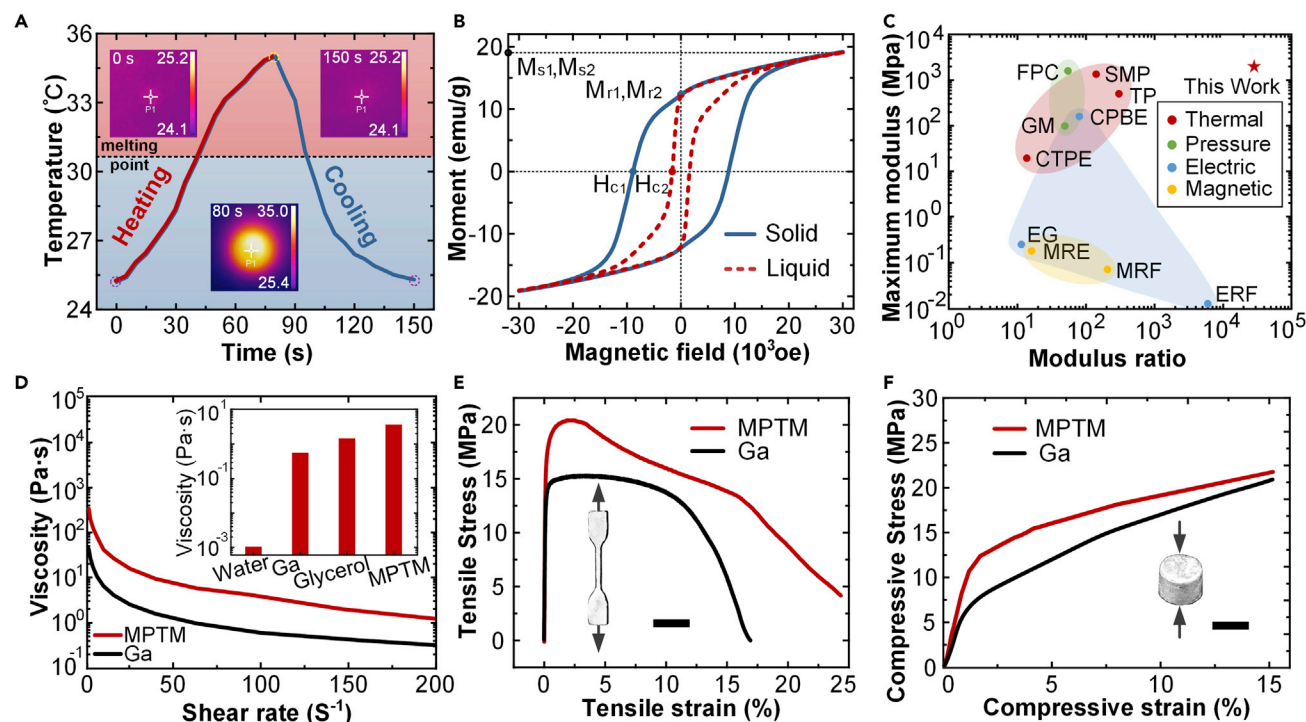 A
Temperature (°C)
36
33
30
27
24
0 s
25.2
P1
24.1
150 s
25.2
P1
24.1
melting
point
Heating
Cooling
80 s
35.0
P1
25.4
0
30
60
90
120
150
Time (s)
B
Moment (emu/g)
20
10
0
-10
-20
Ms1,Ms2
Mr1,Mr2
Hc1
Hc2
Solid
Liquid
-30
-20
-10
0
10
20
30
Magnetic field (10³oe)
C
Maximum modulus (Mpa)
10⁵
10⁴
10³
10²
10¹
10⁰
10⁻¹
10⁻²
FPC
SMP
TP
GM
CPBE
CTPE
EG
MRE
MRF
ERF
This Work
Thermal
Pressure
Electric
Magnetic
10⁰
10¹
10²
10³
10⁴
10⁵
Modulus ratio
D
Viscosity (Pa·s)
10⁵
10⁴
10³
10²
10¹
10⁰
10⁻¹
Viscosity (Pa·s)
10¹
10⁻¹
10⁻³
Water
Ga
Glycerol
MPTM
MPTM
Ga
0
50
100
150
200
Shear rate (S⁻¹)
E
Tensile Stress (MPa)
20
15
10
5
0
MPTM
Ga
0
5
10
15
20
25
Tensile strain (%)
F
Compressive Stress (MPa)
30
25
20
15
10
5
0
MPTM
Ga
0
5
10
15
Compressive strain (%)